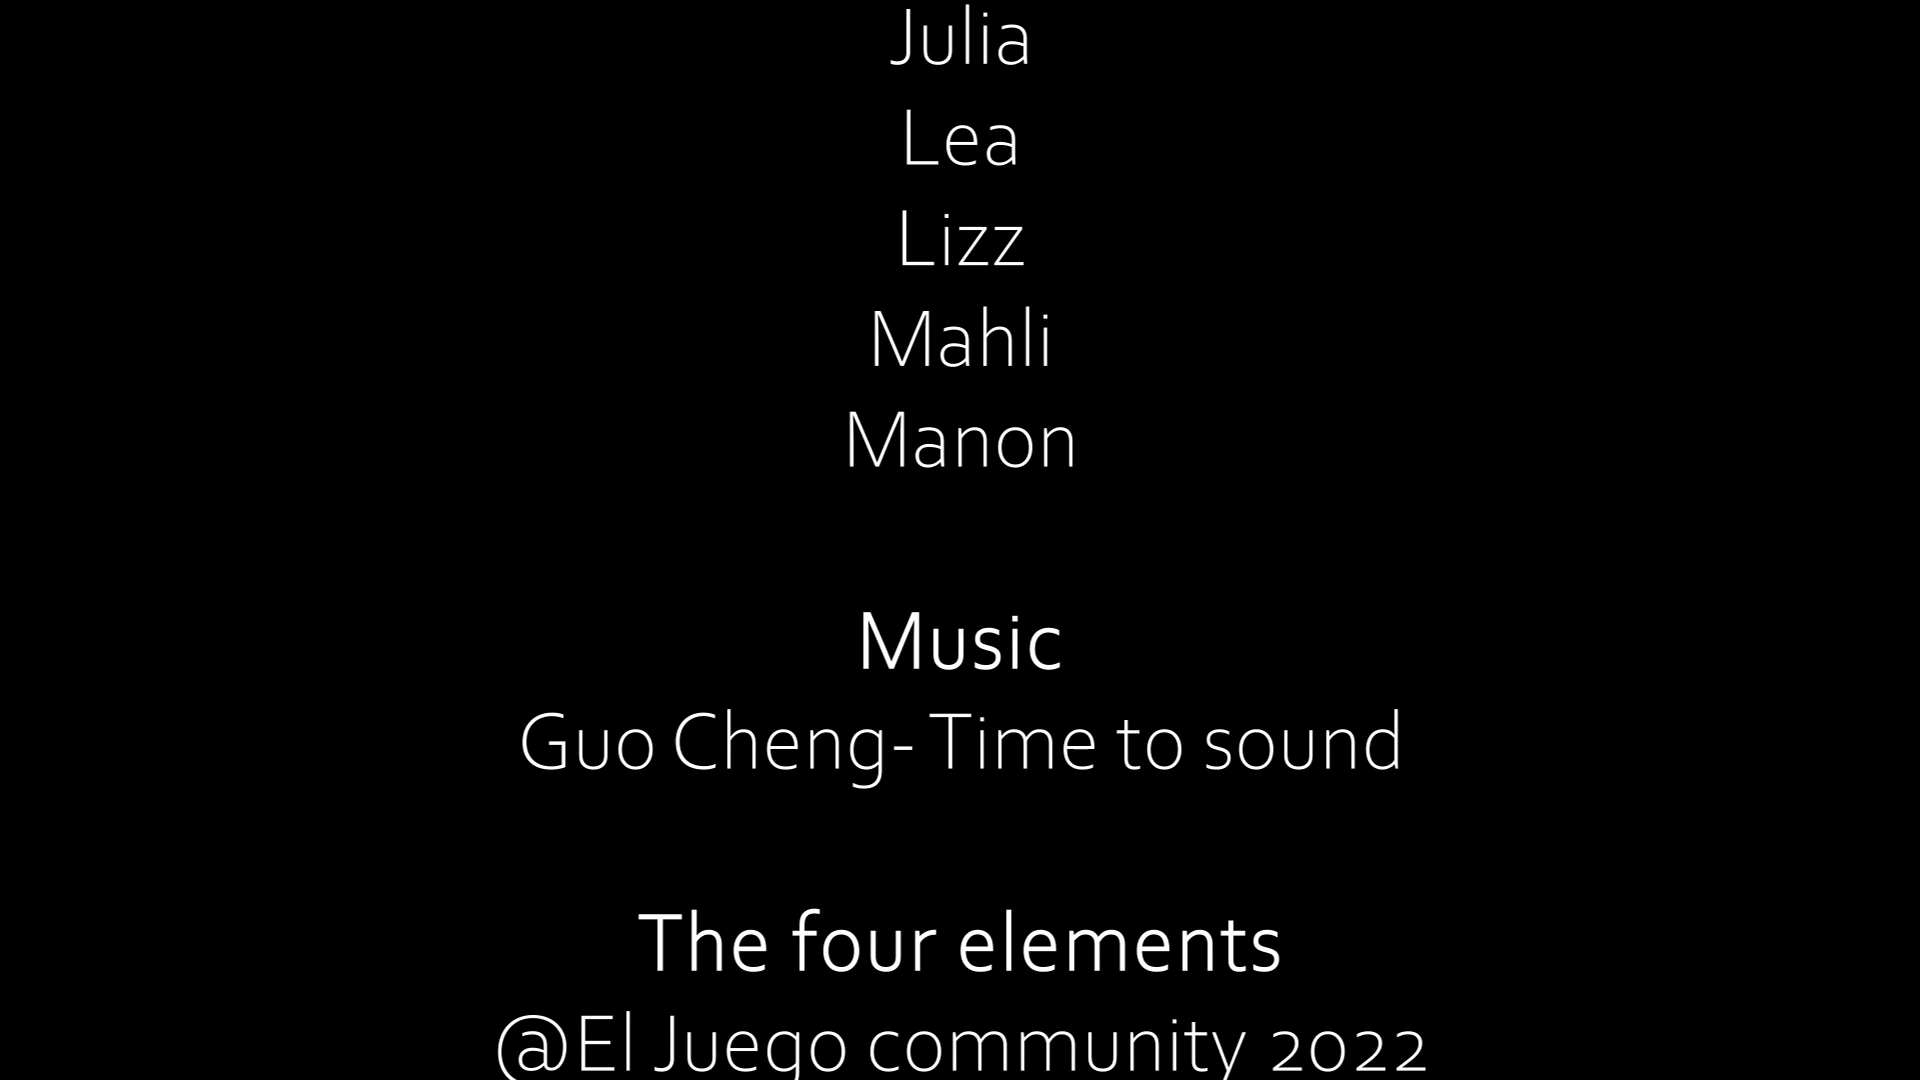 Julia
Lea
Lizz
Mahli
Manon
Music
Guo Cheng- Time to sound
The four elements
@El Juego community 2022